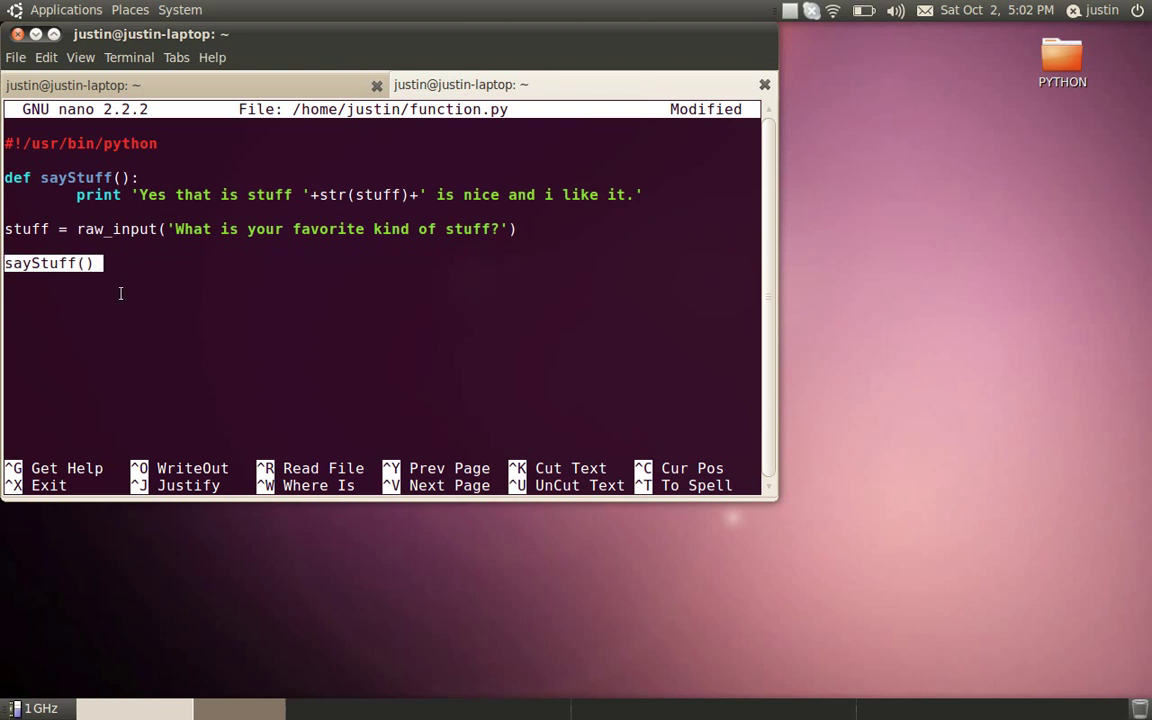 Applications Places System
Sat Oct 2, 5:02 PM justin
justin@justin-laptop: ~
File Edit View Terminal Tabs Help
justin@justin-laptop: ~ justin@justin-laptop: ~
GNU nano 2.2.2 File: /home/justin/function.py Modified
#!/usr/bin/python
def sayStuff():
print 'Yes that is stuff '+str(stuff)+' is nice and i like it.'
stuff = raw_input('What is your favorite kind of stuff?')
sayStuff()
^G Get Help ^O WriteOut ^R Read File ^Y Prev Page ^K Cut Text ^C Cur Pos
^X Exit ^J Justify ^W Where Is ^V Next Page ^U UnCut Text ^T To Spell
PYTHON
1 GHz